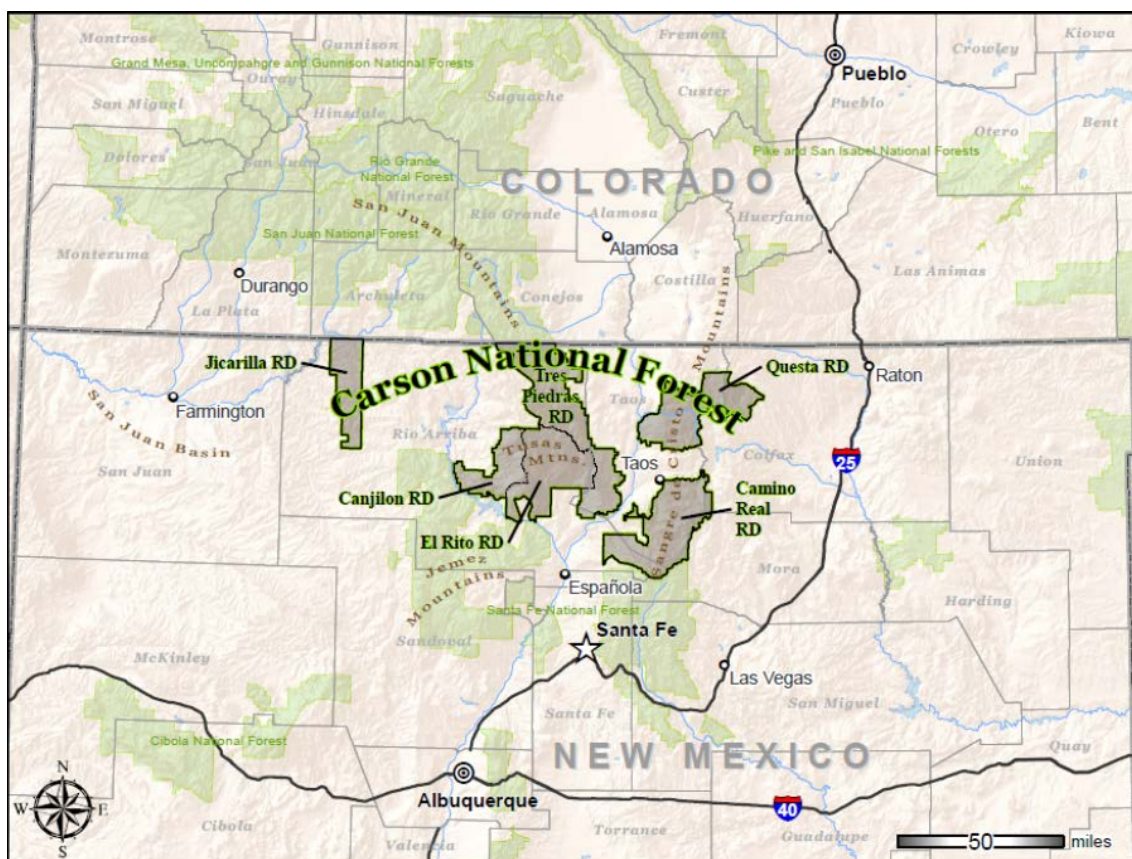 Montrose
Gunnison
Fremont
Crowley
Kiowa
Grand Mesa, Uncompahgre and Gunnison National Forests
Ouray
Pueblo
San Miguel
Hinsdale
Saguache
Custer
Pueblo
Otero
Bent
Dolores
San Juan
Rio Grande
National Forest
Pike and San Isabel National Forests
COLORADO
Mineral
San Juan Mountains
Rio Grande
Alamosa
Huerfano
San Juan National Forest
Alamosa
Montezuma
Durango
Costilla
Las Animas
La Plata
Archuleta
Conejos
Carson National Forest
Jicarilla RD
Tres
Piedras
RD
Questa RD
Raton
Taos
Farmington
San Juan Basin
Rio Arriba
Tusas
Mtns.
Taos
Sangre de Cristo Mountains
Colfax
25
Union
San Juan
Canjilon RD
Camino
Real
RD
El Rito RD
Jemez
Mountains
Española
Mora
Harding
Santa Fe National Forest
Santa Fe
Sandoval
McKinley
Las Vegas
San Miguel
Santa Fe
Cibola National Forest
NEW MEXICO
Quay
N
W
E
S
Albuquerque
40
Cibola
Valencia
Torrance
Guadalupe
50 miles